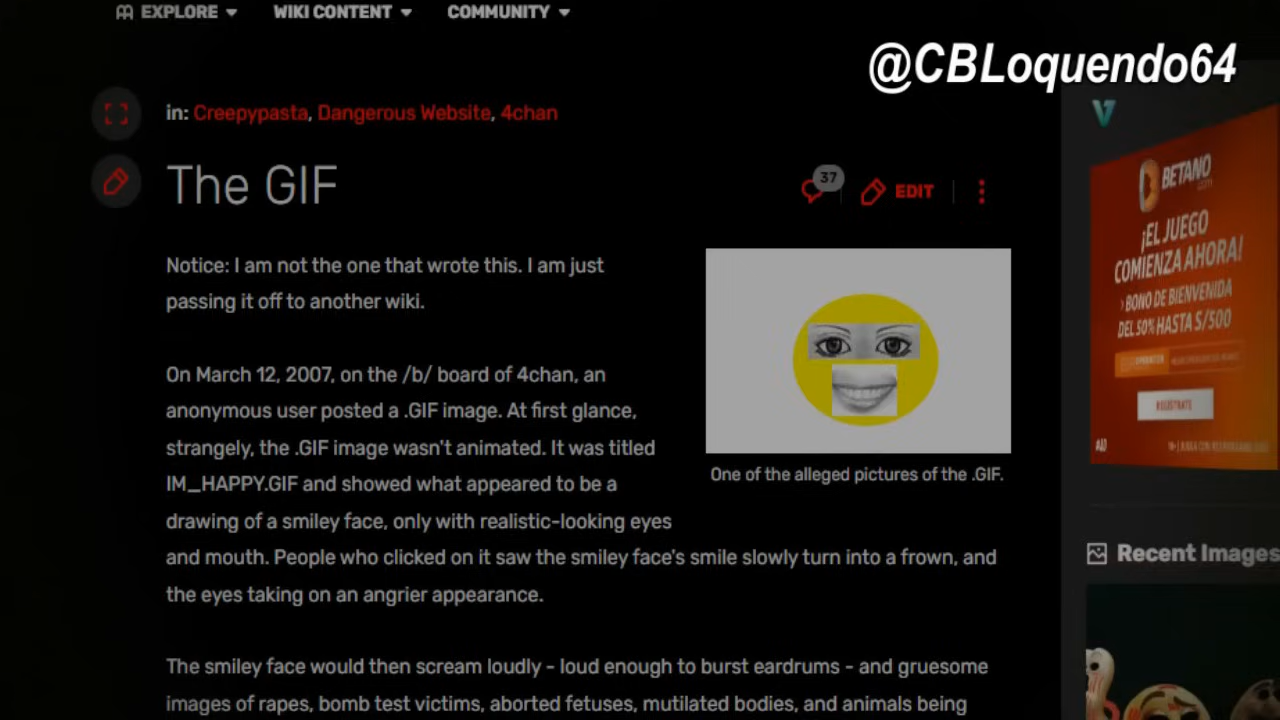 EXPLORE
WIKI CONTENT
COMMUNITY
@CBLoquendo64
in: Creepypasta, Dangerous Website, 4chan
The GIF
37
EDIT
Notice: I am not the one that wrote this. I am just
passing it off to another wiki.
On March 12, 2007, on the /b/ board of 4chan, an
anonymous user posted a .GIF image. At first glance,
strangely, the .GIF image wasn't animated. It was titled
IM_HAPPY.GIF and showed what appeared to be a
drawing of a smiley face, only with realistic-looking eyes
and mouth. People who clicked on it saw the smiley face's smile slowly turn into a frown, and
the eyes taking on an angrier appearance.
The smiley face would then scream loudly - loud enough to burst eardrums - and gruesome
images of rapes, bomb test victims, aborted fetuses, mutilated bodies, and animals being
One of the alleged pictures of the .GIF.
V
BETANO
.com
¡EL JUEGO
COMIENZA AHORA!
BONO DE BIENVENIDA
DEL 50% HASTA S/500
REGÍSTRATE
#AD
Recent Images